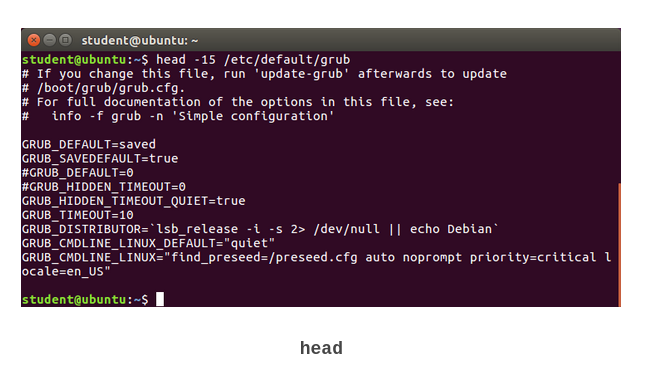 student@ubuntu: ~
student@ubuntu:~$ head -15 /etc/default/grub
# If you change this file, run 'update-grub' afterwards to update
# /boot/grub/grub.cfg.
# For full documentation of the options in this file, see:
#   info -f grub -n 'Simple configuration'

GRUB_DEFAULT=saved
GRUB_SAVEDEFAULT=true
#GRUB_DEFAULT=0
#GRUB_HIDDEN_TIMEOUT=0
GRUB_HIDDEN_TIMEOUT_QUIET=true
GRUB_TIMEOUT=10
GRUB_DISTRIBUTOR=`lsb_release -i -s 2> /dev/null || echo Debian`
GRUB_CMDLINE_LINUX_DEFAULT="quiet"
GRUB_CMDLINE_LINUX="find_preseed=/preseed.cfg auto noprompt priority=critical l
ocale=en_US"

student@ubuntu:~$
head